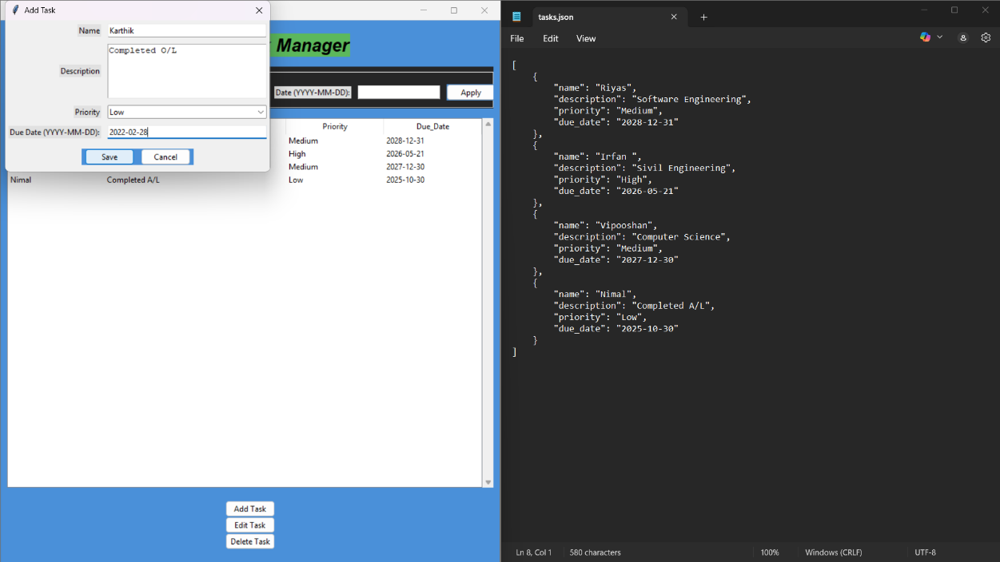 Add Task
Name Karthik
Description Completed O/L
Priority Low
Due Date (YYYY-MM-DD): 2022-02-28
Save Cancel
Manager
Date (YYYY-MM-DD): Apply
Priority Due_Date
Medium 2028-12-31
High 2026-05-21
Medium 2027-12-30
Nimal Completed A/L Low 2025-10-30
Add Task
Edit Task
Delete Task
tasks.json
File Edit View
[
{
"name": "Riyas",
"description": "Software Engineering",
"priority": "Medium",
"due_date": "2028-12-31"
},
{
"name": "Irfan ",
"description": "Sivil Engineering",
"priority": "High",
"due_date": "2026-05-21"
},
{
"name": "Vipooshan",
"description": "Computer Science",
"priority": "Medium",
"due_date": "2027-12-30"
},
{
"name": "Nimal",
"description": "Completed A/L",
"priority": "Low",
"due_date": "2025-10-30"
}
]
Ln 8, Col 1 580 characters 100% Windows (CRLF) UTF-8